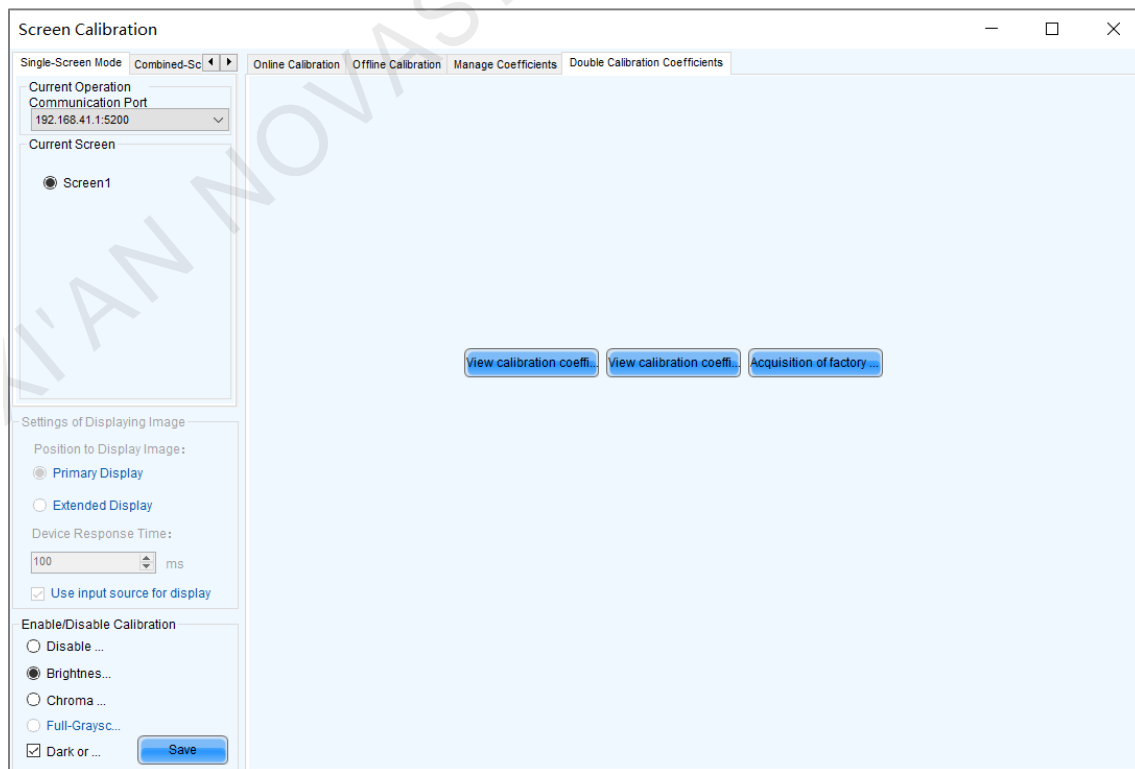 Screen Calibration
Single-Screen Mode
Combined-Sc
Online Calibration
Offline Calibration
Manage Coefficients
Double Calibration Coefficients
Current Operation
Communication Port
192.168.41.1:5200
Current Screen
Screen1
View calibration coeffi...
View calibration coeffi...
Acquisition of factory ...
Settings of Displaying Image
Position to Display Image:
Primary Display
Extended Display
Device Response Time:
100
ms
Use input source for display
Enable/Disable Calibration
Disable ...
Brightnes...
Chroma ...
Full-Graysc...
Dark or ...
Save
XI'AN NOVAS